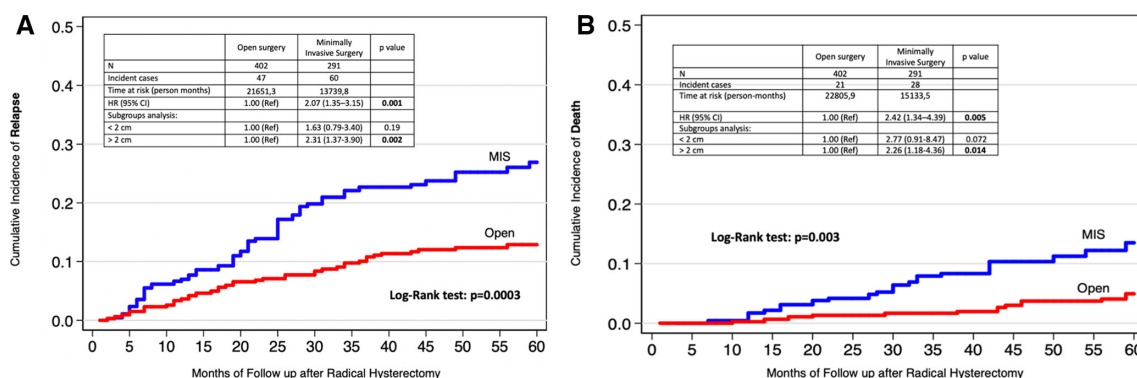 A
Cumulative Incidence of Relapse
0.5
0.4
0.3
0.2
0.1
0.0
Open surgery Minimally Invasive Surgery p value
N 402 291
Incident cases 47 60
Time at risk (person months) 21651,3 13739,8
HR (95% CI) 1.00 (Ref) 2.07 (1.35–3.15) 0.001
Subgroups analysis:
< 2 cm 1.00 (Ref) 1.63 (0.79-3.40) 0.19
> 2 cm 1.00 (Ref) 2.31 (1.37-3.90) 0.002
MIS
Open
Log-Rank test: p=0.0003
0 5 10 15 20 25 30 35 40 45 50 55 60
Months of Follow up after Radical Hysterectomy
B
Cumulative Incidence of Death
0.5
0.4
0.3
0.2
0.1
0.0
Open surgery Minimally Invasive Surgery p value
N 402 291
Incident cases 21 28
Time at risk (person-months) 22805,9 15133,5
HR (95% CI) 1.00 (Ref) 2.42 (1.34–4.39) 0.005
Subgroups analysis:
< 2 cm 1.00 (Ref) 2.77 (0.91-8.47) 0.072
> 2 cm 1.00 (Ref) 2.26 (1.18-4.36) 0.014
Log-Rank test: p=0.003
MIS
Open
0 5 10 15 20 25 30 35 40 45 50 55 60
Months of Follow up after Radical Hysterectomy